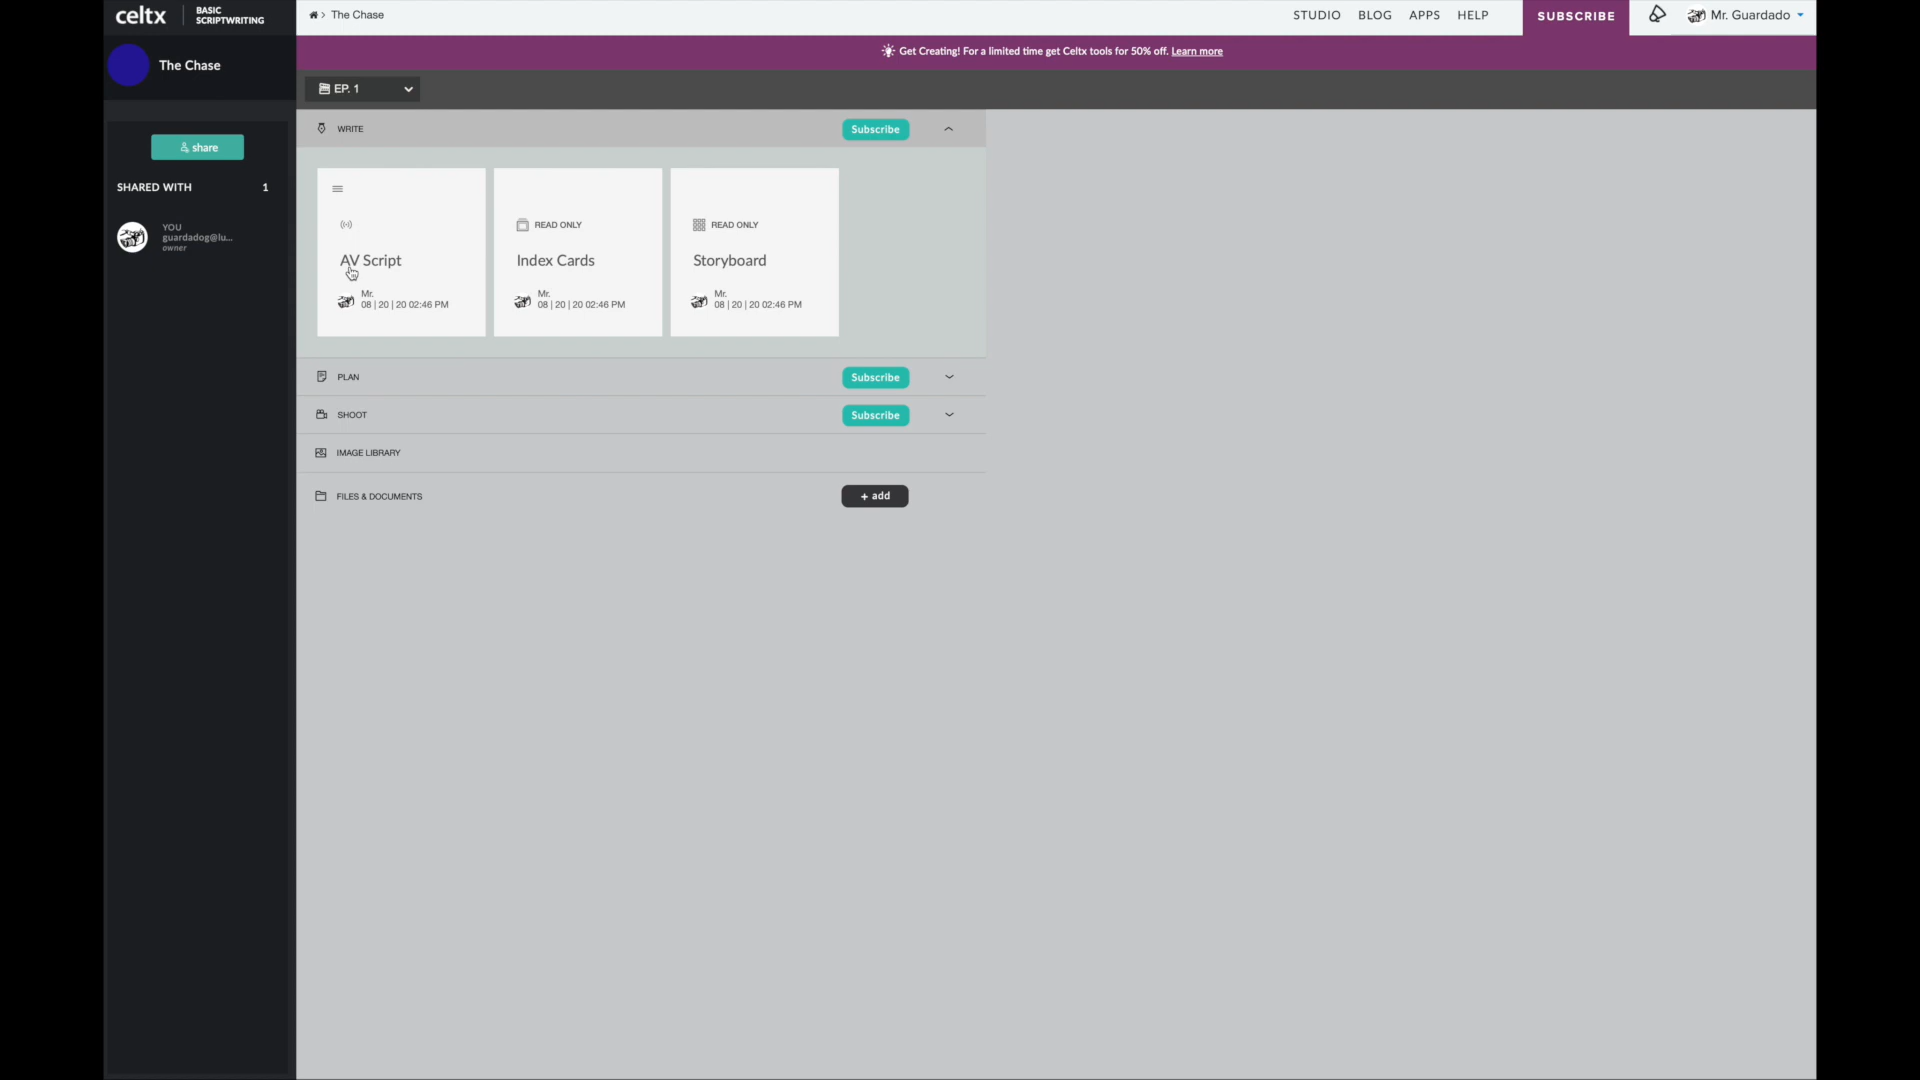 celtx
BASIC
SCRIPTWRITING
> The Chase
STUDIO
BLOG
APPS
HELP
SUBSCRIBE
Mr. Guardado
The Chase
Get Creating! For a limited time get Celtx tools for 50% off. Learn more
EP. 1
share
SHARED WITH 1
YOU
guardadog@lu...
owner
WRITE
Subscribe
AV Script
Mr.
08 | 20 | 20 02:46 PM
READ ONLY
Index Cards
Mr.
08 | 20 | 20 02:46 PM
READ ONLY
Storyboard
Mr.
08 | 20 | 20 02:46 PM
PLAN
Subscribe
SHOOT
Subscribe
IMAGE LIBRARY
FILES & DOCUMENTS
+ add